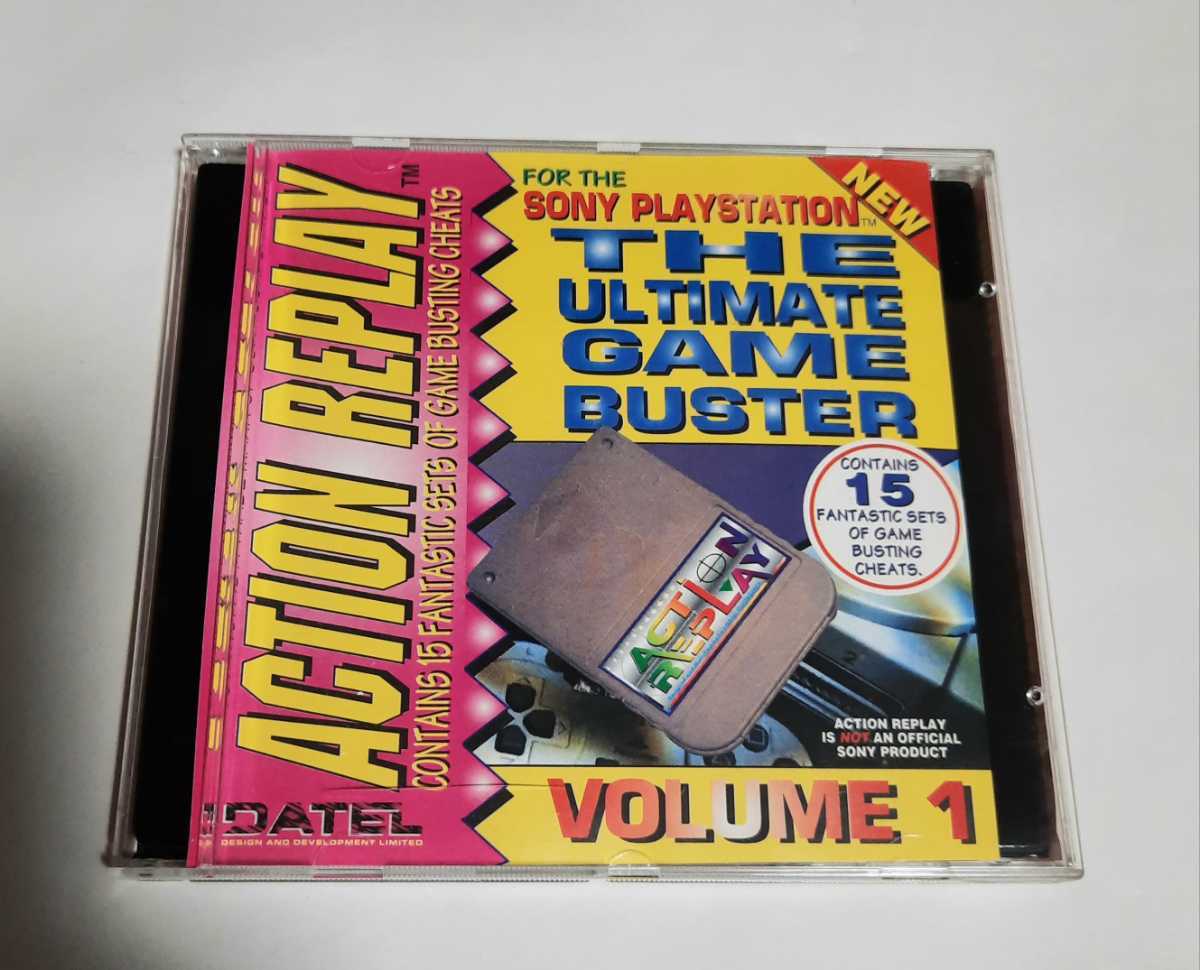 ACTION REPLAY™
CONTAINS 15 FANTASTIC SETS OF GAME BUSTING CHEATS
DATEL
DESIGN AND DEVELOPMENT LIMITED
FOR THE
SONY PLAYSTATION™
NEW
THE
ULTIMATE
GAME
BUSTER
CONTAINS
15
FANTASTIC SETS
OF GAME
BUSTING
CHEATS.
ACTION
REPLAY
2
ACTION REPLAY
IS NOT AN OFFICIAL
SONY PRODUCT
VOLUME 1